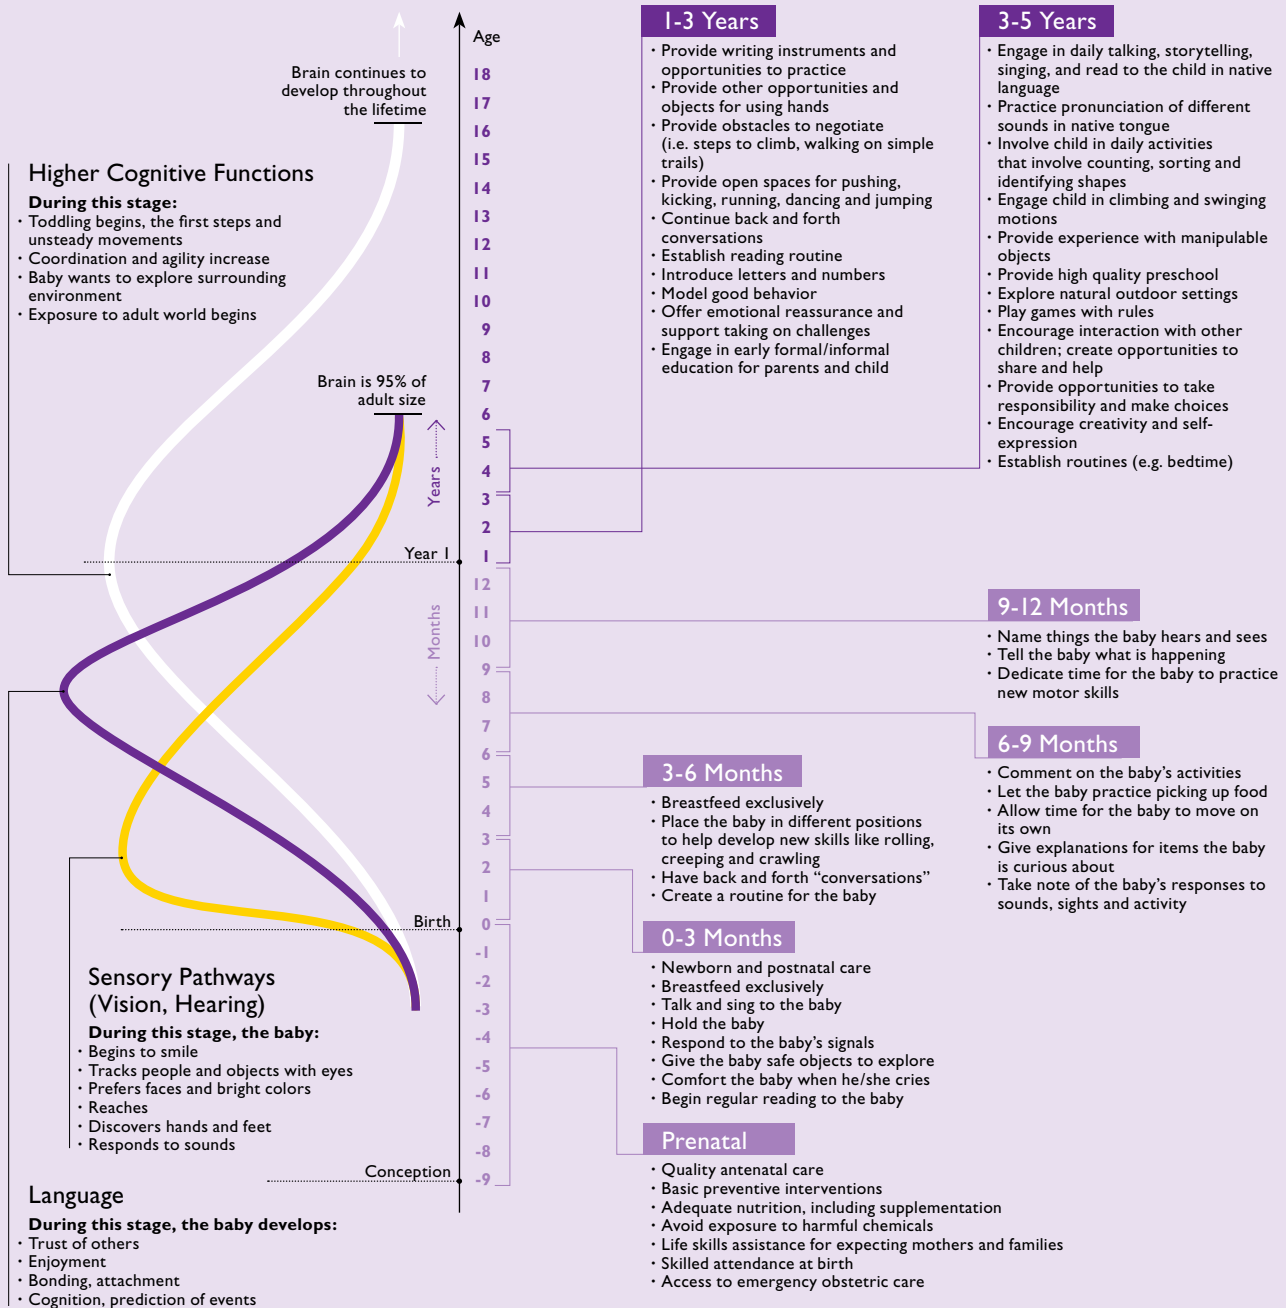 Age
18
17
16
15
14
13
12
11
10
9
8
7
6
5
4
3
2
1
12
11
10
9
8
7
6
5
4
3
2
1
0
-1
-2
-3
-4
-5
-6
-7
-8
-9
Years
Months
Brain continues to
develop throughout
the lifetime
Brain is 95% of
adult size
Year 1
Birth
Conception
Higher Cognitive Functions
During this stage:
· Toddling begins, the first steps and
unsteady movements
· Coordination and agility increase
· Baby wants to explore surrounding
environment
· Exposure to adult world begins
Sensory Pathways
(Vision, Hearing)
During this stage, the baby:
· Begins to smile
· Tracks people and objects with eyes
· Prefers faces and bright colors
· Reaches
· Discovers hands and feet
· Responds to sounds
Language
During this stage, the baby develops:
· Trust of others
· Enjoyment
· Bonding, attachment
· Cognition, prediction of events
1-3 Years
· Provide writing instruments and
opportunities to practice
· Provide other opportunities and
objects for using hands
· Provide obstacles to negotiate
(i.e. steps to climb, walking on simple
trails)
· Provide open spaces for pushing,
kicking, running, dancing and jumping
· Continue back and forth
conversations
· Establish reading routine
· Introduce letters and numbers
· Model good behavior
· Offer emotional reassurance and
support taking on challenges
· Engage in early formal/informal
education for parents and child
3-5 Years
· Engage in daily talking, storytelling,
singing, and read to the child in native
language
· Practice pronunciation of different
sounds in native tongue
· Involve child in daily activities
that involve counting, sorting and
identifying shapes
· Engage child in climbing and swinging
motions
· Provide experience with manipulable
objects
· Provide high quality preschool
· Explore natural outdoor settings
· Play games with rules
· Encourage interaction with other
children; create opportunities to
share and help
· Provide opportunities to take
responsibility and make choices
· Encourage creativity and self-
expression
· Establish routines (e.g. bedtime)
9-12 Months
· Name things the baby hears and sees
· Tell the baby what is happening
· Dedicate time for the baby to practice
new motor skills
6-9 Months
· Comment on the baby's activities
· Let the baby practice picking up food
· Allow time for the baby to move on
its own
· Give explanations for items the baby
is curious about
· Take note of the baby's responses to
sounds, sights and activity
3-6 Months
· Breastfeed exclusively
· Place the baby in different positions
to help develop new skills like rolling,
creeping and crawling
· Have back and forth “conversations”
· Create a routine for the baby
0-3 Months
· Newborn and postnatal care
· Breastfeed exclusively
· Talk and sing to the baby
· Hold the baby
· Respond to the baby's signals
· Give the baby safe objects to explore
· Comfort the baby when he/she cries
· Begin regular reading to the baby
Prenatal
· Quality antenatal care
· Basic preventive interventions
· Adequate nutrition, including supplementation
· Avoid exposure to harmful chemicals
· Life skills assistance for expecting mothers and families
· Skilled attendance at birth
· Access to emergency obstetric care